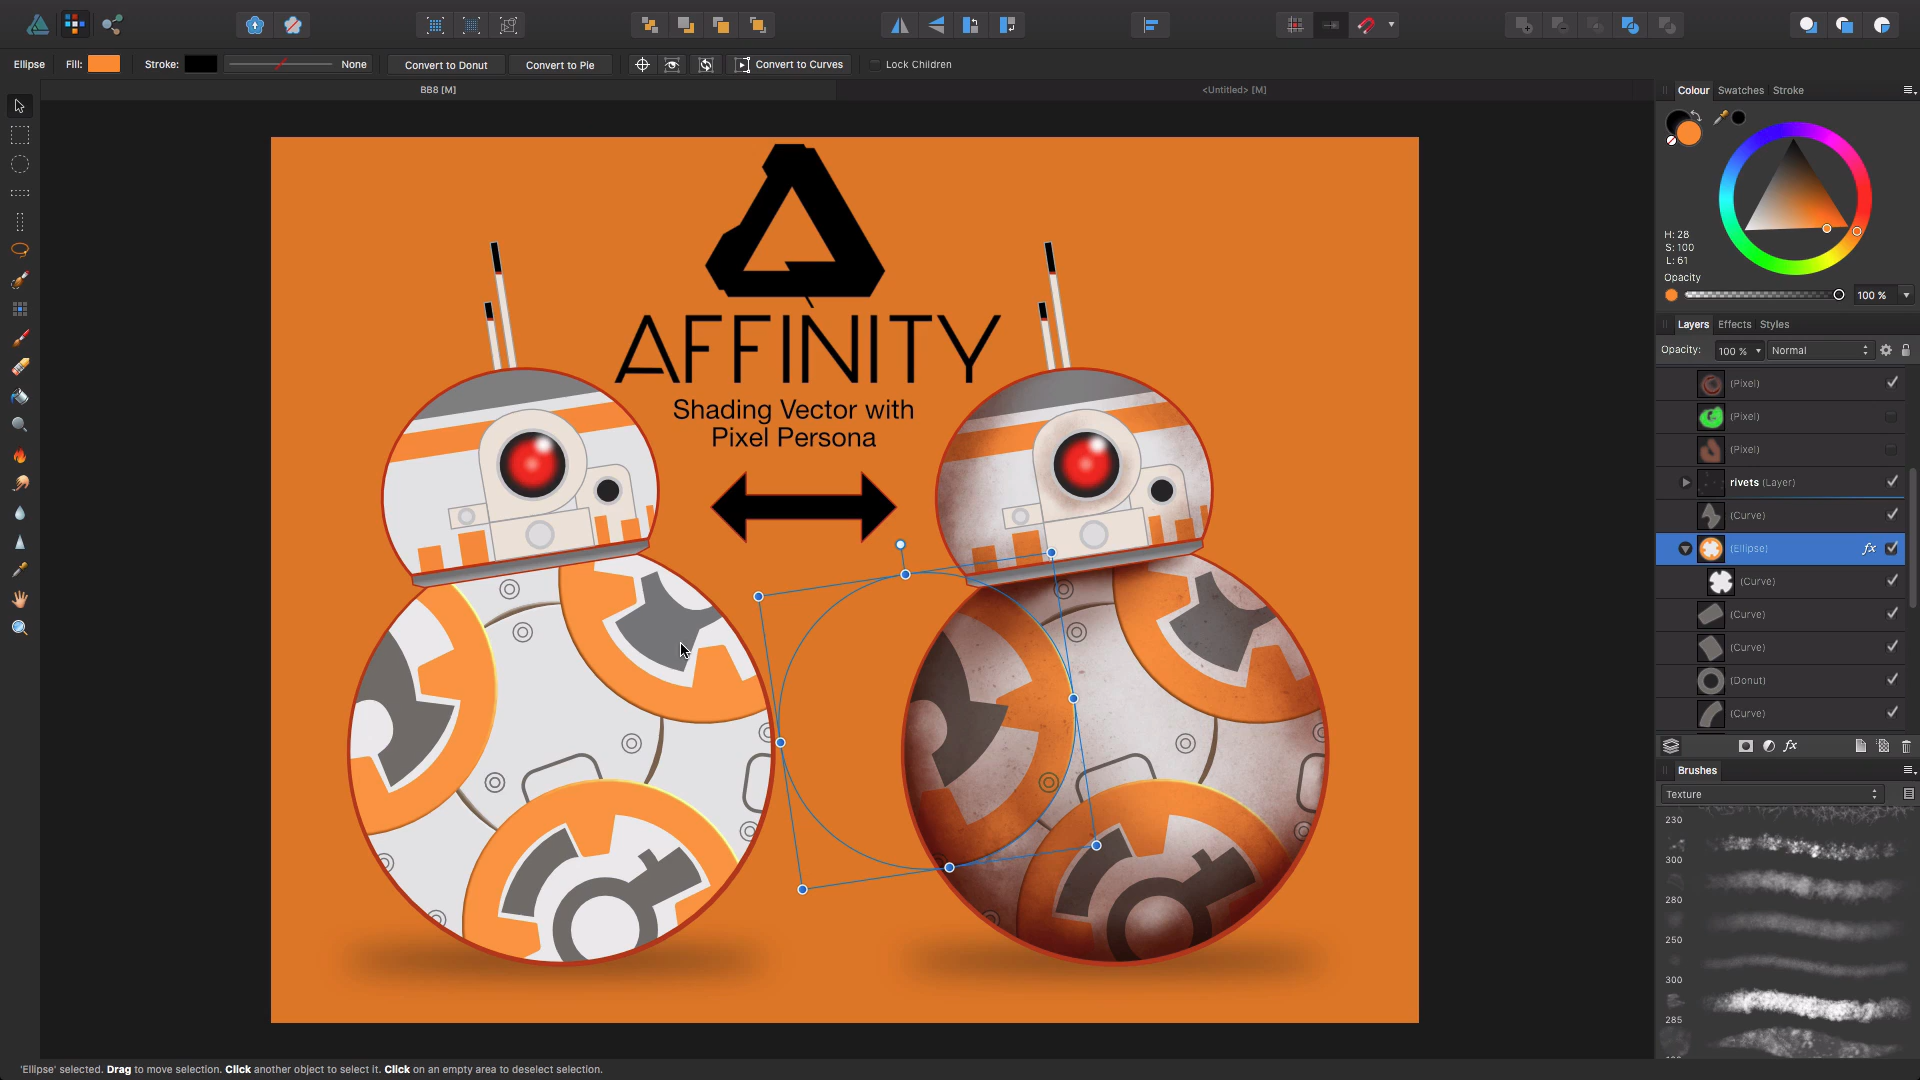 Ellipse Fill: Stroke: None Convert to Donut Convert to Pie Convert to Curves Lock Children
BB8 [M] <Untitled> [M]
Colour Swatches Stroke
H: 28
S: 100
L: 61
Opacity
100 %
AFFINITY
Shading Vector with
Pixel Persona
Layers Effects Styles
Opacity: 100 % Normal
(Pixel)
(Pixel)
(Pixel)
rivets (Layer)
(Curve)
(Ellipse) fx
(Curve)
(Curve)
(Curve)
(Donut)
(Curve)
fx
Brushes
Texture
230
300
280
250
300
285
'Ellipse' selected. Drag to move selection. Click another object to select it. Click on an empty area to deselect selection.